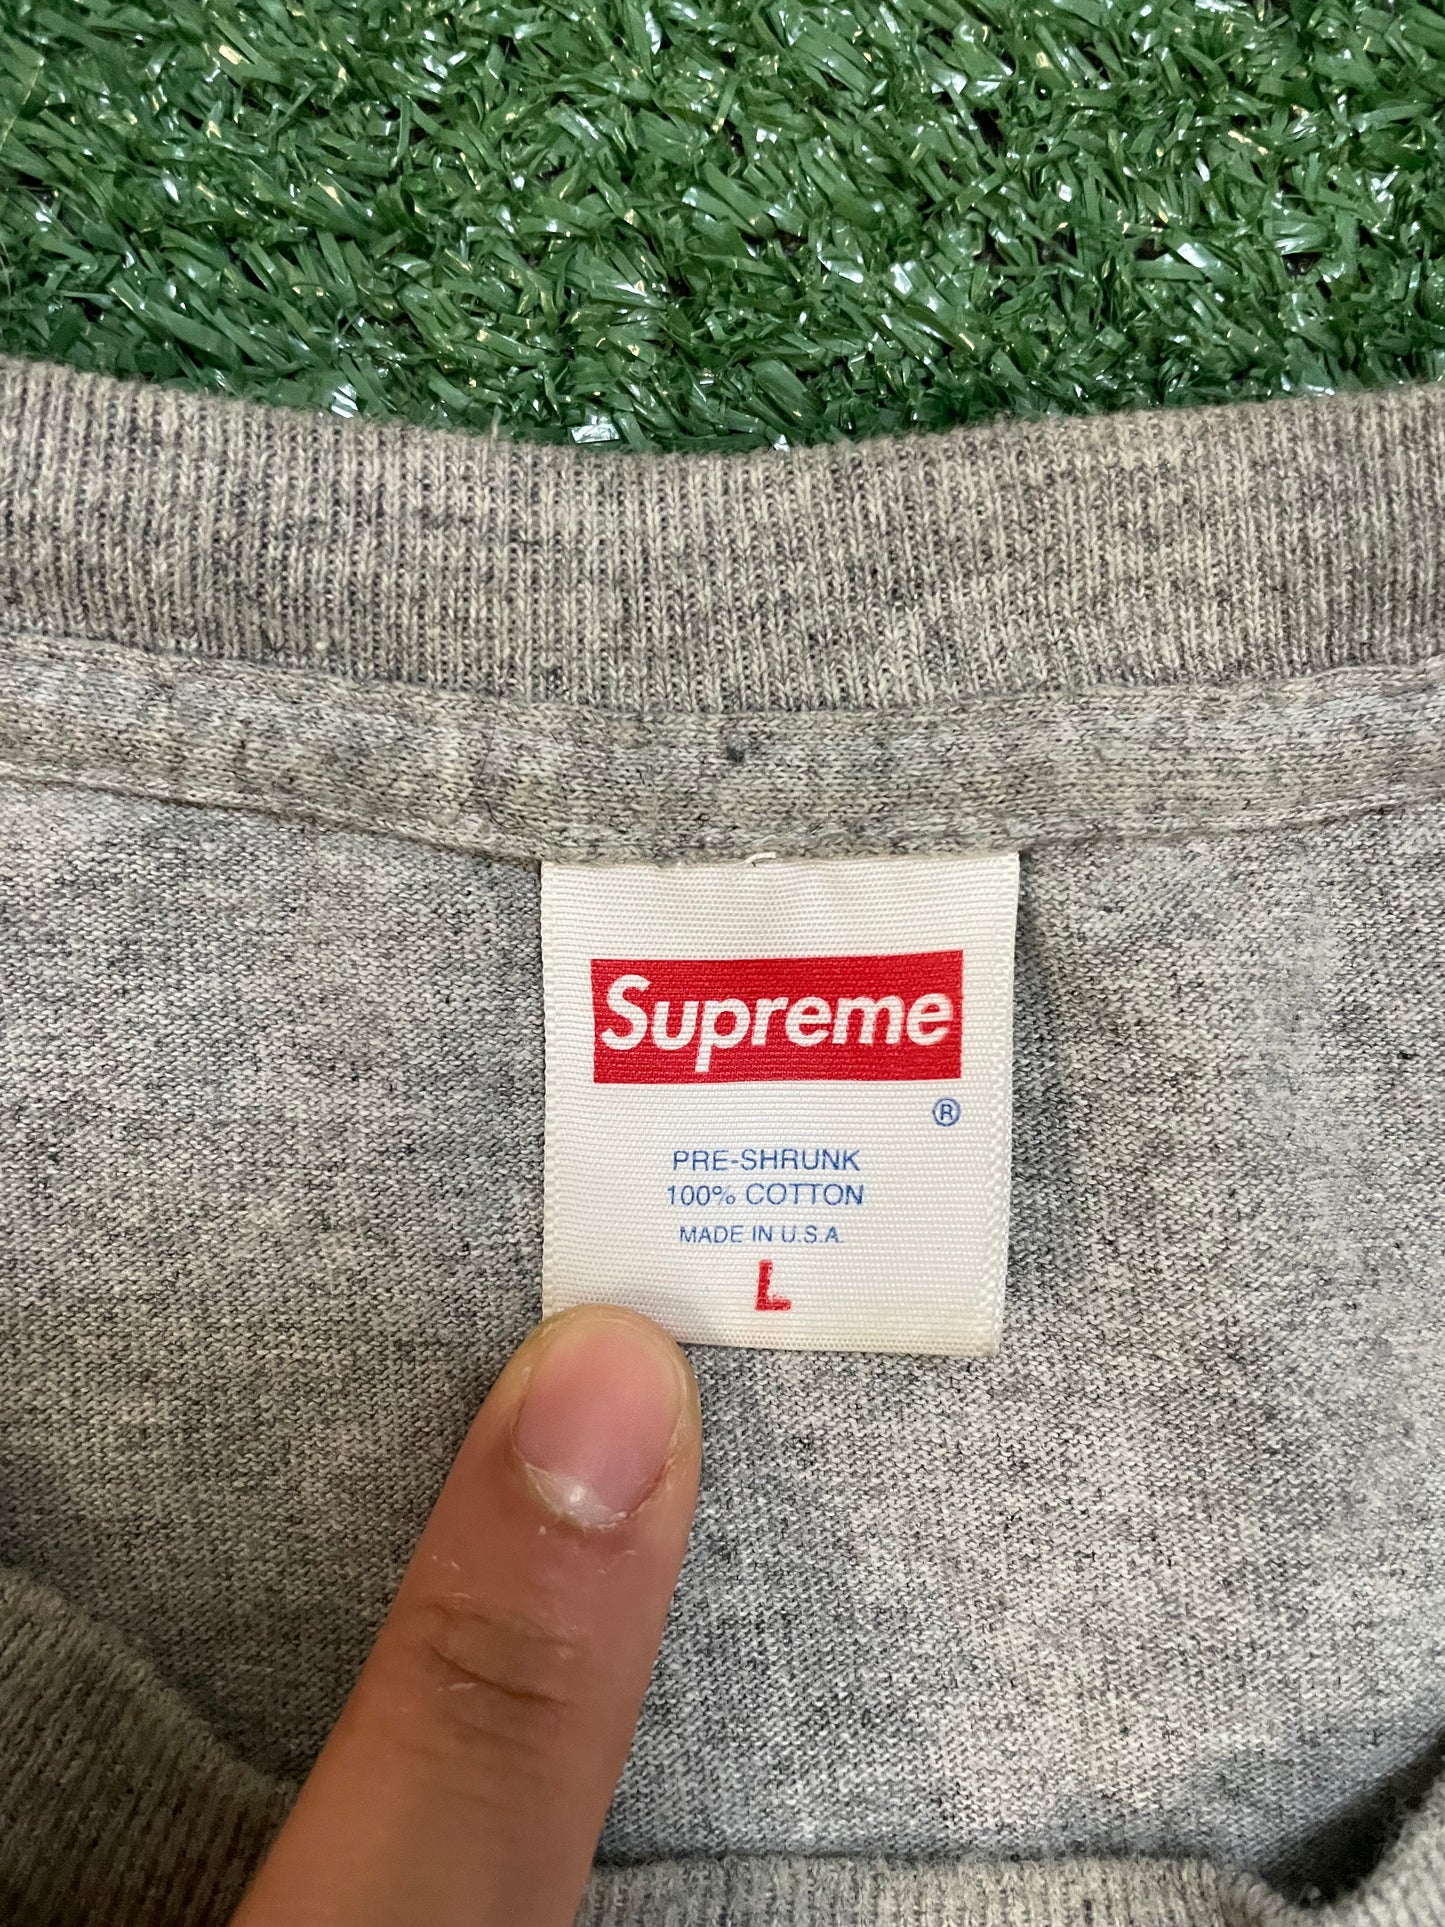 Supreme
®
PRE-SHRUNK
100% COTTON
MADE IN U.S.A.
L